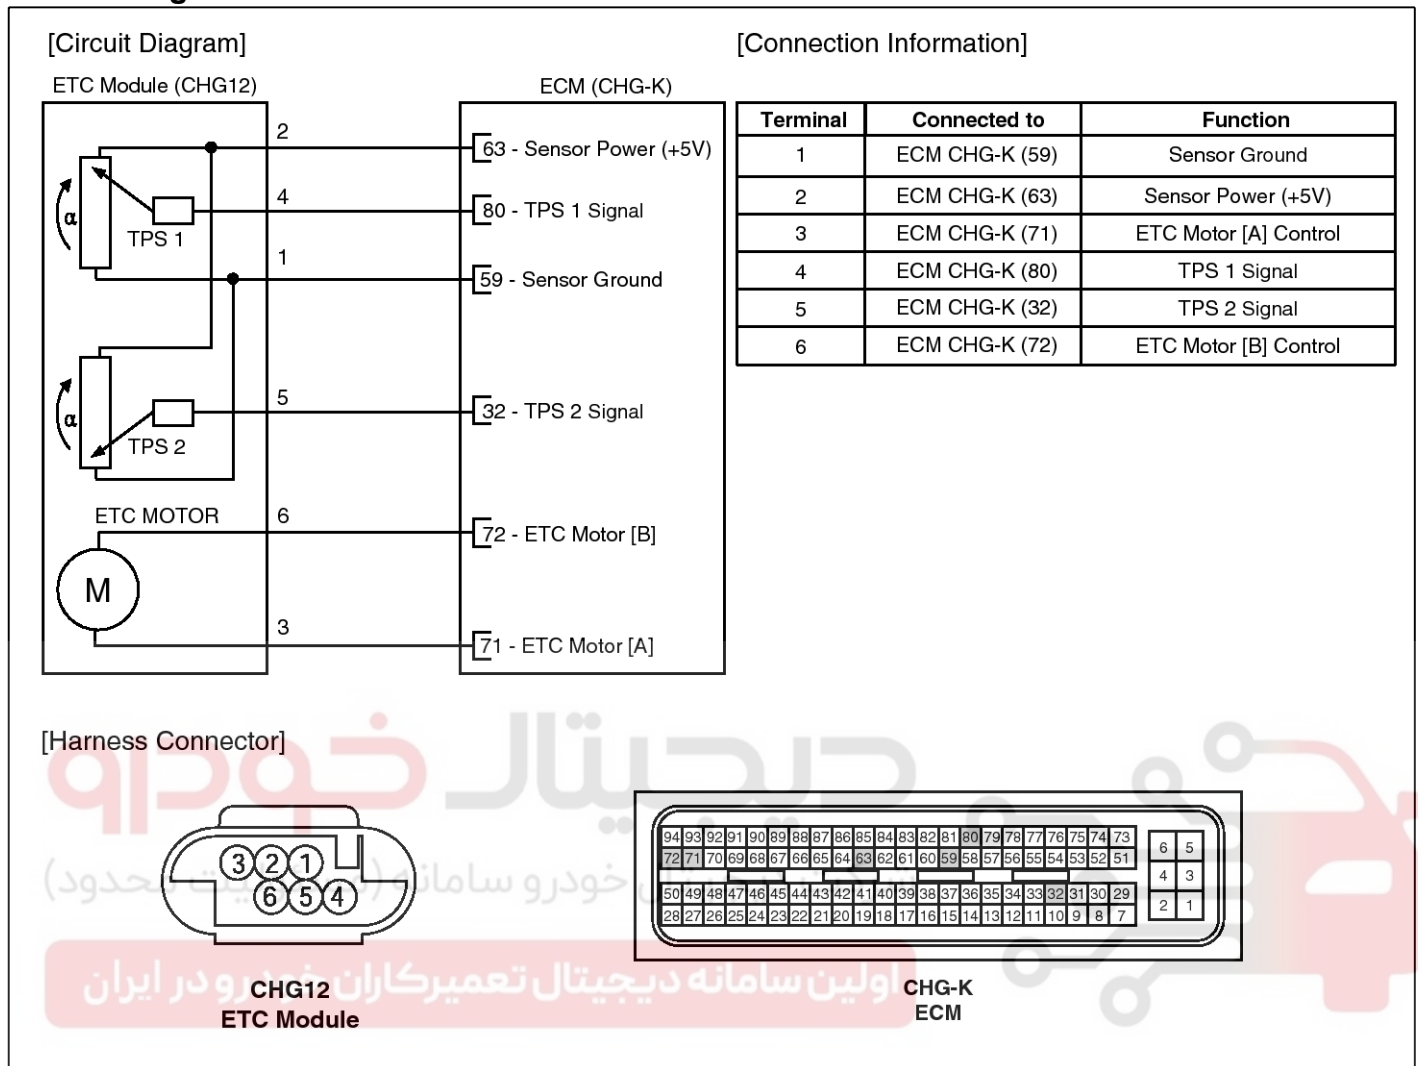 [Circuit Diagram]
ETC Module (CHG12)
ECM (CHG-K)
2
63 - Sensor Power (+5V)
α
TPS 1
4
80 - TPS 1 Signal
1
59 - Sensor Ground
α
TPS 2
5
32 - TPS 2 Signal
ETC MOTOR
6
72 - ETC Motor [B]
M
3
71 - ETC Motor [A]
[Connection Information]
Terminal Connected to Function
1 ECM CHG-K (59) Sensor Ground
2 ECM CHG-K (63) Sensor Power (+5V)
3 ECM CHG-K (71) ETC Motor [A] Control
4 ECM CHG-K (80) TPS 1 Signal
5 ECM CHG-K (32) TPS 2 Signal
6 ECM CHG-K (72) ETC Motor [B] Control
[Harness Connector]
دیجیتال خودرو
خودرو سامانه
محدود)
اولین سامانه دیجیتال تعمیرکاران خودرو در ایران
3 2 1
6 5 4
CHG12
ETC Module
94 93 92 91 90 89 88 87 86 85 84 83 82 81 80 79 78 77 76 75 74 73
72 71 70 69 68 67 66 65 64 63 62 61 60 59 58 57 56 55 54 53 52 51
50 49 48 47 46 45 44 43 42 41 40 39 38 37 36 35 34 33 32 31 30 29
28 27 26 25 24 23 22 21 20 19 18 17 16 15 14 13 12 11 10 9 8 7
6 5
4 3
2 1
CHG-K
ECM